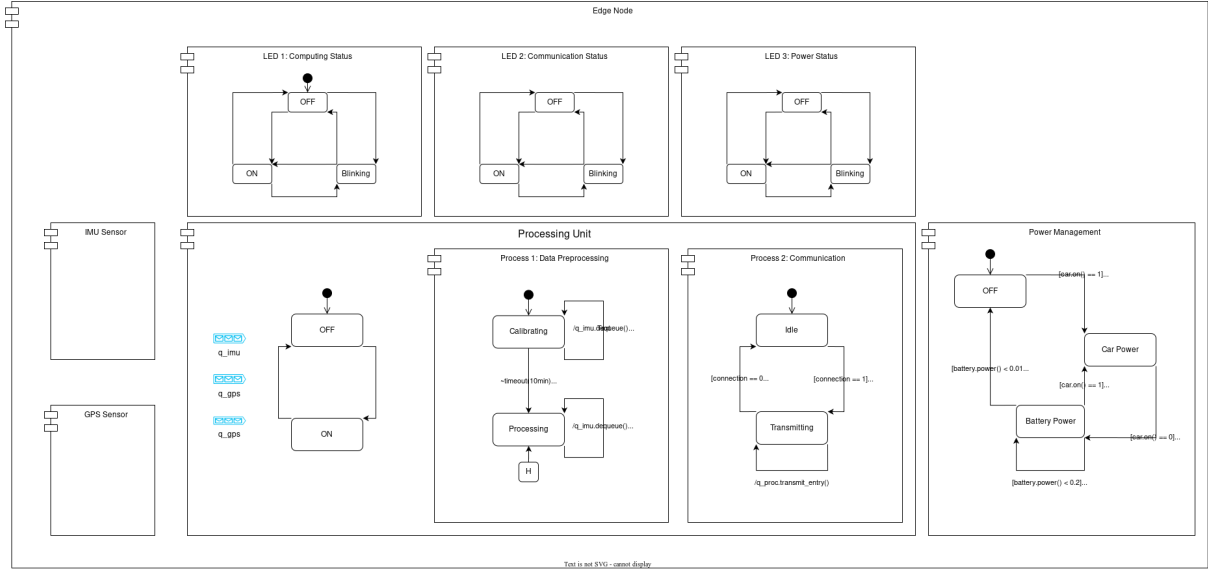 Edge Node
LED 1: Computing Status
OFF
ON
Blinking
LED 2: Communication Status
OFF
ON
Blinking
LED 3: Power Status
OFF
ON
Blinking
IMU Sensor
GPS Sensor
Processing Unit
OFF
ON
q_imu
q_gps
q_gps
Process 1: Data Preprocessing
Calibrating
/q_imu.dequeue()...
~timeout(10min)...
Processing
/q_imu.dequeue()...
H
Process 2: Communication
Idle
[connection == 0...
[connection == 1]...
Transmitting
/q_proc.transmit_entry()
Power Management
OFF
[car.on() == 1]...
Car Power
[battery.power() < 0.01...
[car.on() == 1]...
Battery Power
[car.on() == 0]...
[battery.power() < 0.2]...
Text is not SVG - cannot display